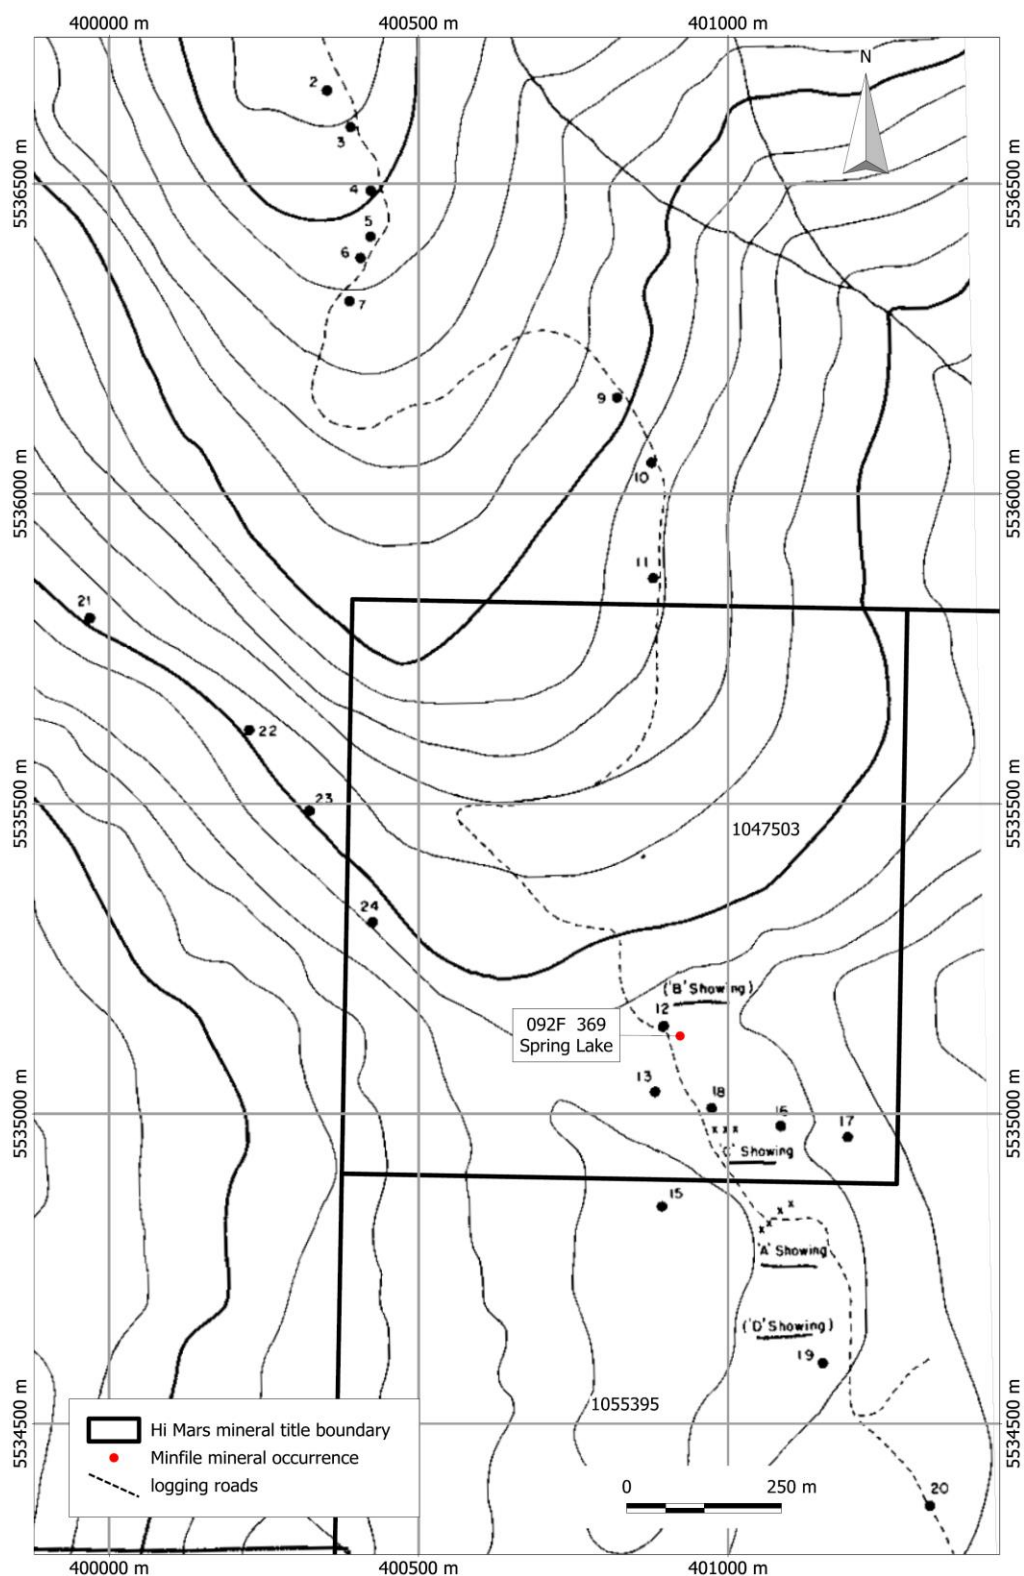 400000 m
400500 m
401000 m
N
2
3
5536500 m
5536500 m
4
5
6
7
9
10
5536000 m
5536000 m
11
21
22
23
5535500 m
5535500 m
1047503
24
('B' Showing)
12
092F 369
Spring Lake
13
18
16
17
5535000 m
5535000 m
x x x
'C' Showing
15
x x
x x
'A' Showing
('D' Showing)
19
1055395
5534500 m
5534500 m
Hi Mars mineral title boundary
Minfile mineral occurrence
logging roads
0
250 m
20
400000 m
400500 m
401000 m